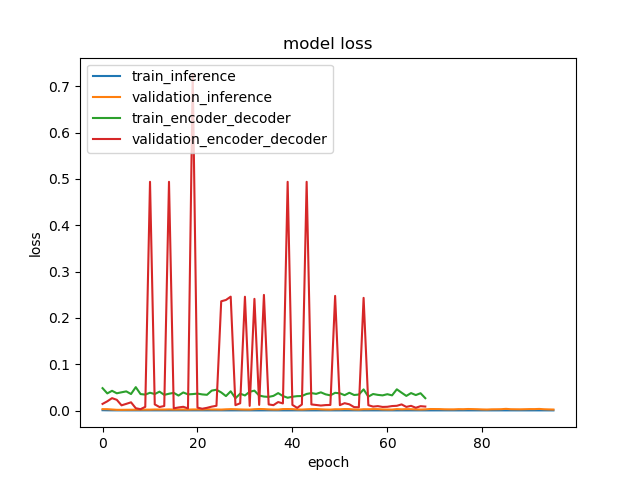 model loss
train_inference
validation_inference
train_encoder_decoder
validation_encoder_decoder
0.7
0.6
0.5
0.4
0.3
0.2
0.1
0.0
loss
0 20 40 60 80
epoch